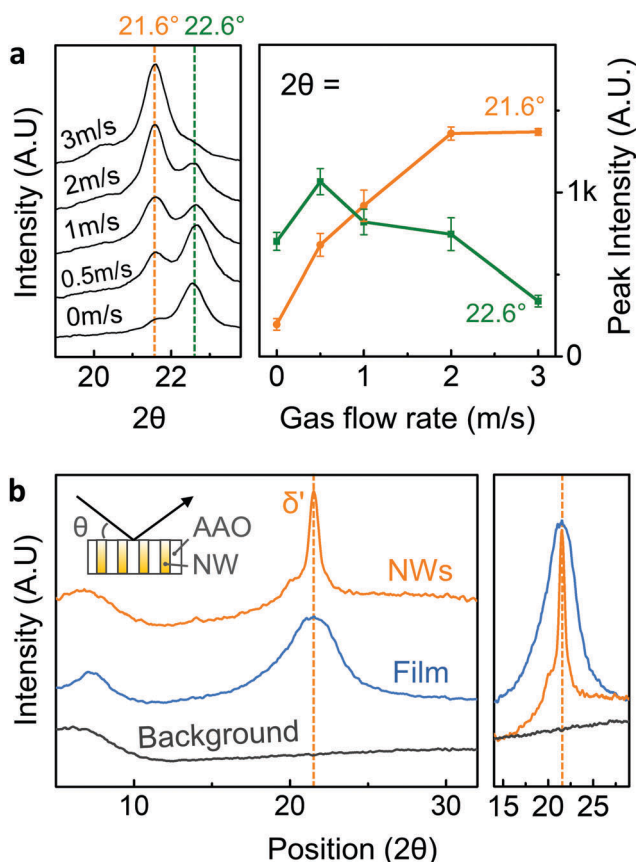 21.6° 22.6°
a
3m/s
2m/s
1m/s
0.5m/s
0m/s
20 22
2θ
Intensity (A.U)
2θ =
21.6°
22.6°
1k
0
Peak Intensity (A.U.)
0 1 2 3
Gas flow rate (m/s)
b
θ
AAO
NW
δ'
NWs
Film
Background
Intensity (A.U)
10 20 30
15 20 25
Position (2θ)